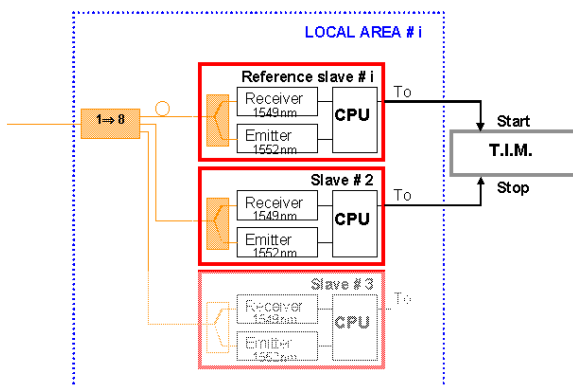 LOCAL AREA # i
Reference slave # i
Receiver
1549nm
Emitter
1552nm
CPU
To
Start
1⇒8
T.I.M.
Stop
Slave # 2
Receiver
1549nm
Emitter
1552nm
CPU
To
Slave # 3
Receiver
1549nm
Emitter
1552nm
CPU
To